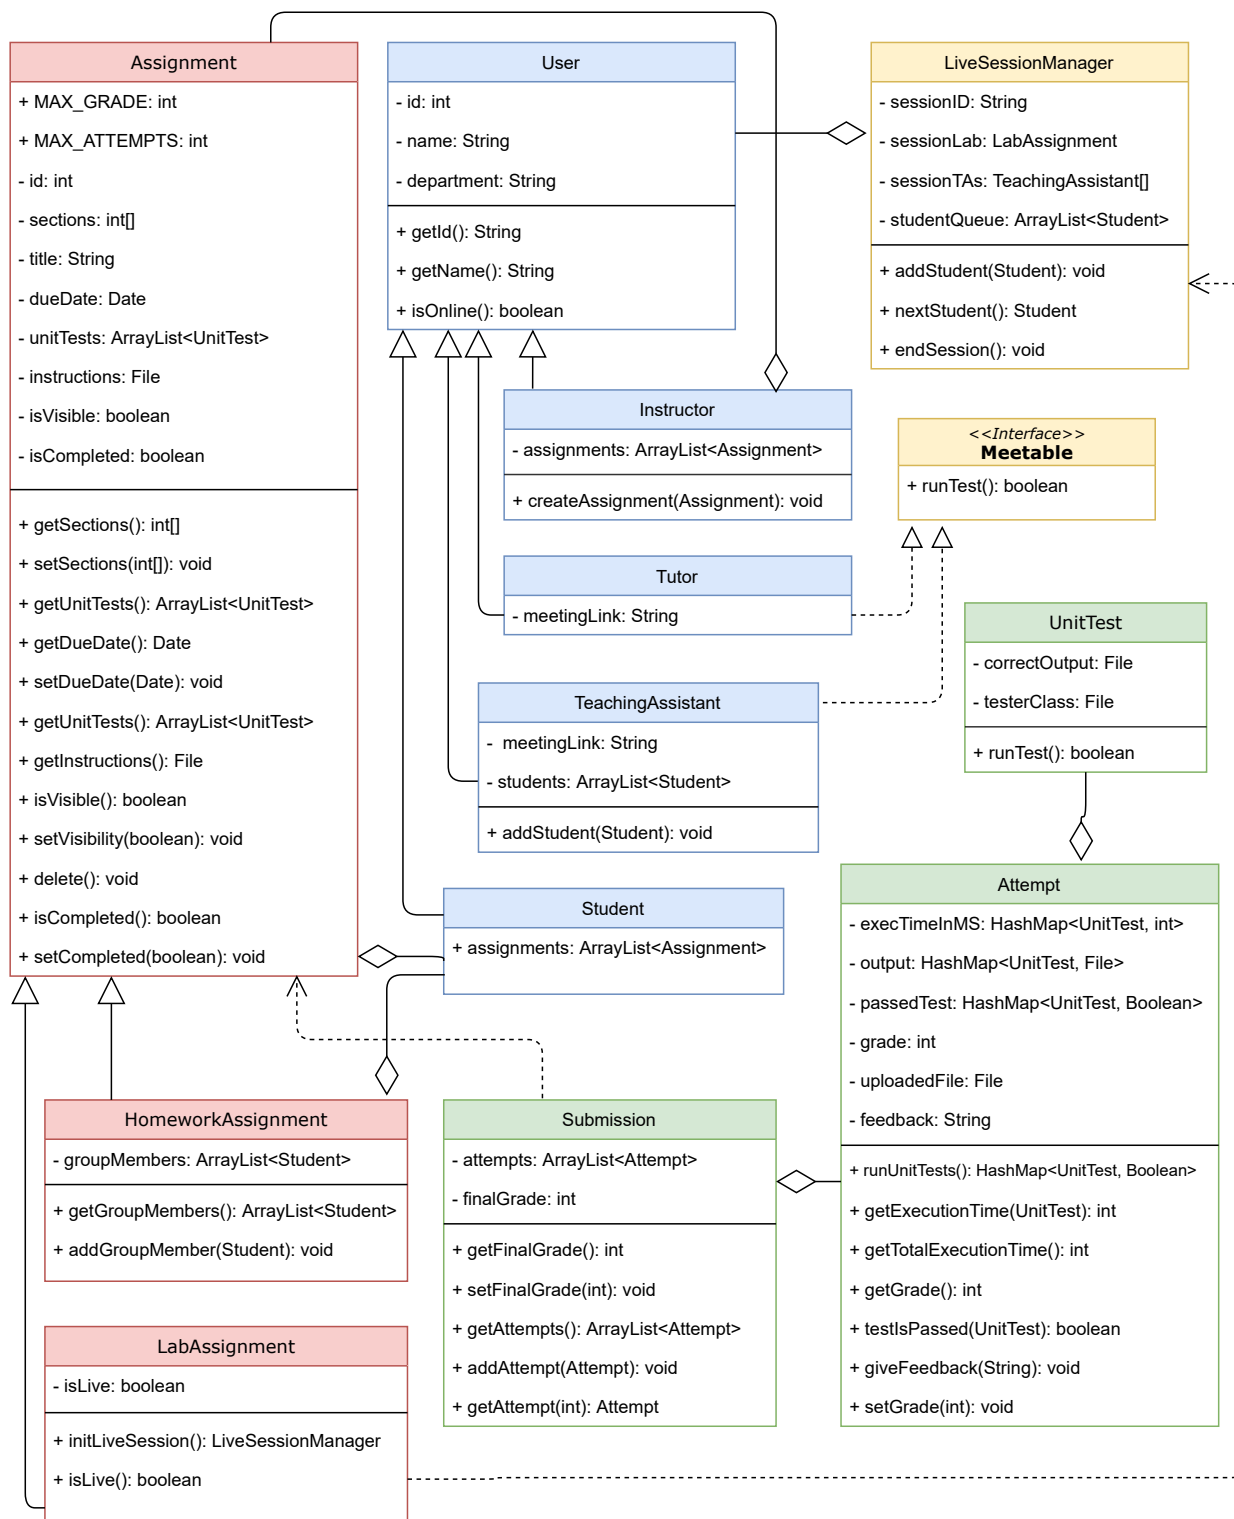 Assignment
+ MAX_GRADE: int
+ MAX_ATTEMPTS: int
- id: int
- sections: int[]
- title: String
- dueDate: Date
- unitTests: ArrayList<UnitTest>
- instructions: File
- isVisible: boolean
- isCompleted: boolean
+ getSections(): int[]
+ setSections(int[]): void
+ getUnitTests(): ArrayList<UnitTest>
+ getDueDate(): Date
+ setDueDate(Date): void
+ getUnitTests(): ArrayList<UnitTest>
+ getInstructions(): File
+ isVisible(): boolean
+ setVisibility(boolean): void
+ delete(): void
+ isCompleted(): boolean
+ setCompleted(boolean): void
User
- id: int
- name: String
- department: String
+ getId(): String
+ getName(): String
+ isOnline(): boolean
LiveSessionManager
- sessionID: String
- sessionLab: LabAssignment
- sessionTAs: TeachingAssistant[]
- studentQueue: ArrayList<Student>
+ addStudent(Student): void
+ nextStudent(): Student
+ endSession(): void
Instructor
- assignments: ArrayList<Assignment>
+ createAssignment(Assignment): void
<<Interface>>
Meetable
+ runTest(): boolean
Tutor
- meetingLink: String
UnitTest
- correctOutput: File
- testerClass: File
+ runTest(): boolean
TeachingAssistant
- meetingLink: String
- students: ArrayList<Student>
+ addStudent(Student): void
Student
+ assignments: ArrayList<Assignment>
Attempt
- execTimeInMS: HashMap<UnitTest, int>
- output: HashMap<UnitTest, File>
- passedTest: HashMap<UnitTest, Boolean>
- grade: int
- uploadedFile: File
- feedback: String
+ runUnitTests(): HashMap<UnitTest, Boolean>
+ getExecutionTime(UnitTest): int
+ getTotalExecutionTime(): int
+ getGrade(): int
+ testIsPassed(UnitTest): boolean
+ giveFeedback(String): void
+ setGrade(int): void
HomeworkAssignment
- groupMembers: ArrayList<Student>
+ getGroupMembers(): ArrayList<Student>
+ addGroupMember(Student): void
Submission
- attempts: ArrayList<Attempt>
- finalGrade: int
+ getFinalGrade(): int
+ setFinalGrade(int): void
+ getAttempts(): ArrayList<Attempt>
+ addAttempt(Attempt): void
+ getAttempt(int): Attempt
LabAssignment
- isLive: boolean
+ initLiveSession(): LiveSessionManager
+ isLive(): boolean